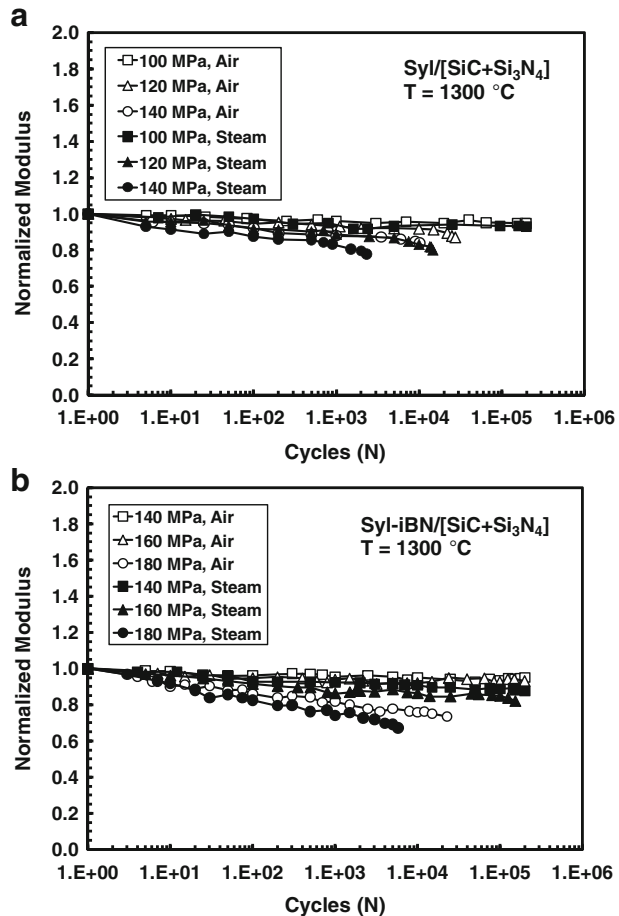 a
2.0
1.8
1.6
1.4
1.2
1.0
0.8
0.6
0.4
0.2
0.0
Normalized Modulus
100 MPa, Air
120 MPa, Air
140 MPa, Air
100 MPa, Steam
120 MPa, Steam
140 MPa, Steam
Syl/[SiC+Si₃N₄]
T = 1300 °C
1.E+00 1.E+01 1.E+02 1.E+03 1.E+04 1.E+05 1.E+06
Cycles (N)
b
2.0
1.8
1.6
1.4
1.2
1.0
0.8
0.6
0.4
0.2
0.0
Normalized Modulus
140 MPa, Air
160 MPa, Air
180 MPa, Air
140 MPa, Steam
160 MPa, Steam
180 MPa, Steam
Syl-iBN/[SiC+Si₃N₄]
T = 1300 °C
1.E+00 1.E+01 1.E+02 1.E+03 1.E+04 1.E+05 1.E+06
Cycles (N)